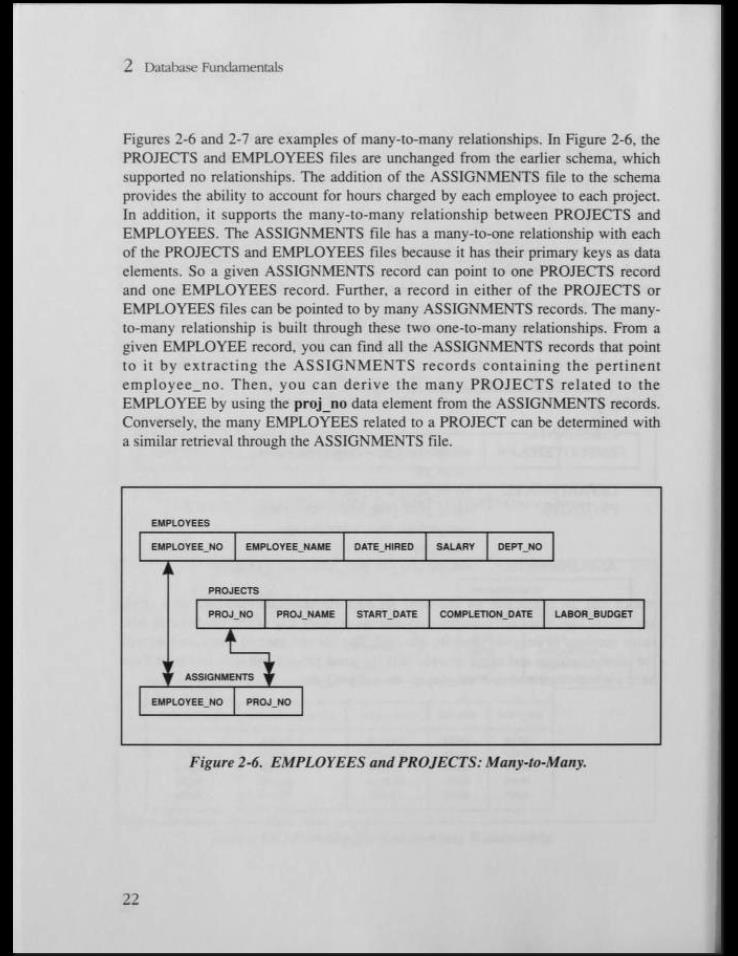 2 Database Fundamentals
Figures 2-6 and 2-7 are examples of many-to-many relationships. In Figure 2-6, the
PROJECTS and EMPLOYEES files are unchanged from the earlier schema, which
supported no relationships. The addition of the ASSIGNMENTS file to the schema
provides the ability to account for hours charged by each employee to each project.
In addition, it supports the many-to-many relationship between PROJECTS and
EMPLOYEES. The ASSIGNMENTS file has a many-to-one relationship with each
of the PROJECTS and EMPLOYEES files because it has their primary keys as data
elements. So a given ASSIGNMENTS record can point to one PROJECTS record
and one EMPLOYEES record. Further, a record in either of the PROJECTS or
EMPLOYEES files can be pointed to by many ASSIGNMENTS records. The many-
to-many relationship is built through these two one-to-many relationships. From a
given EMPLOYEE record, you can find all the ASSIGNMENTS records that point
to it by extracting the ASSIGNMENTS records containing the pertinent
employee_no. Then, you can derive the many PROJECTS related to the
EMPLOYEE by using the proj_no data element from the ASSIGNMENTS records.
Conversely, the many EMPLOYEES related to a PROJECT can be determined with
a similar retrieval through the ASSIGNMENTS file.
EMPLOYEES
EMPLOYEE_NO EMPLOYEE_NAME DATE_HIRED SALARY DEPT_NO
PROJECTS
PROJ_NO PROJ_NAME START_DATE COMPLETION_DATE LABOR_BUDGET
ASSIGNMENTS
EMPLOYEE_NO PROJ_NO
Figure 2-6. EMPLOYEES and PROJECTS: Many-to-Many.
22